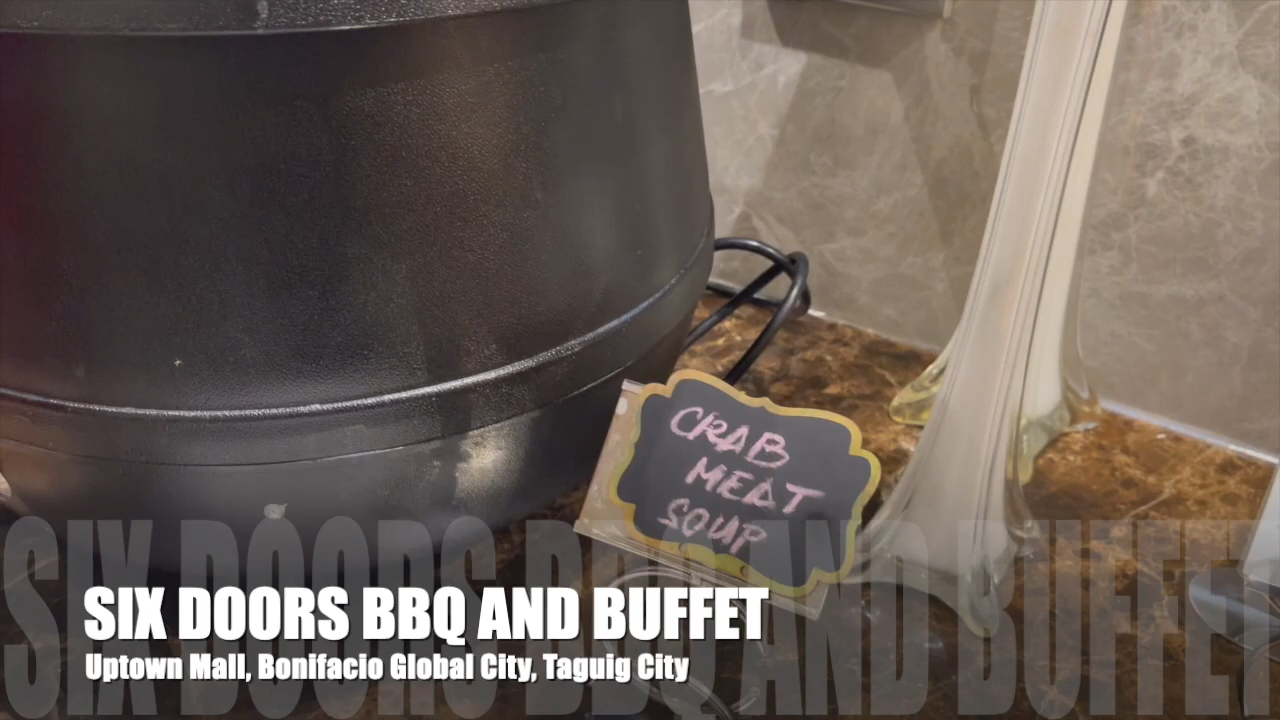 CRAB
MEAT
SOUP
SIX DOORS BBQ AND BUFFET
SIX DOORS BBQ AND BUFFET
Uptown Mall, Bonifacio Global City, Taguig City